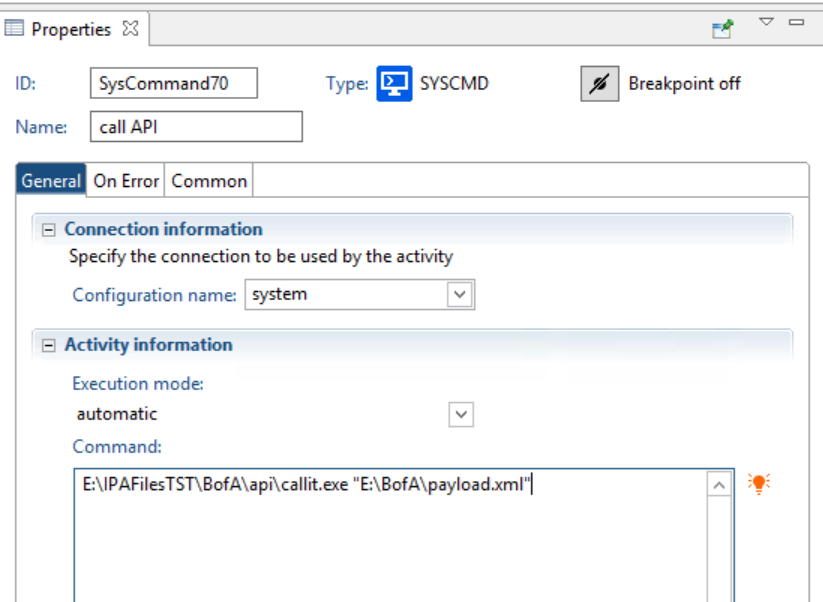 Properties
ID: SysCommand70 Type: SYSCMD Breakpoint off
Name: call API
General On Error Common
Connection information
Specify the connection to be used by the activity
Configuration name: system
Activity information
Execution mode:
automatic
Command:
E:\IPAFilesTST\BofA\api\callit.exe "E:\BofA\payload.xml"